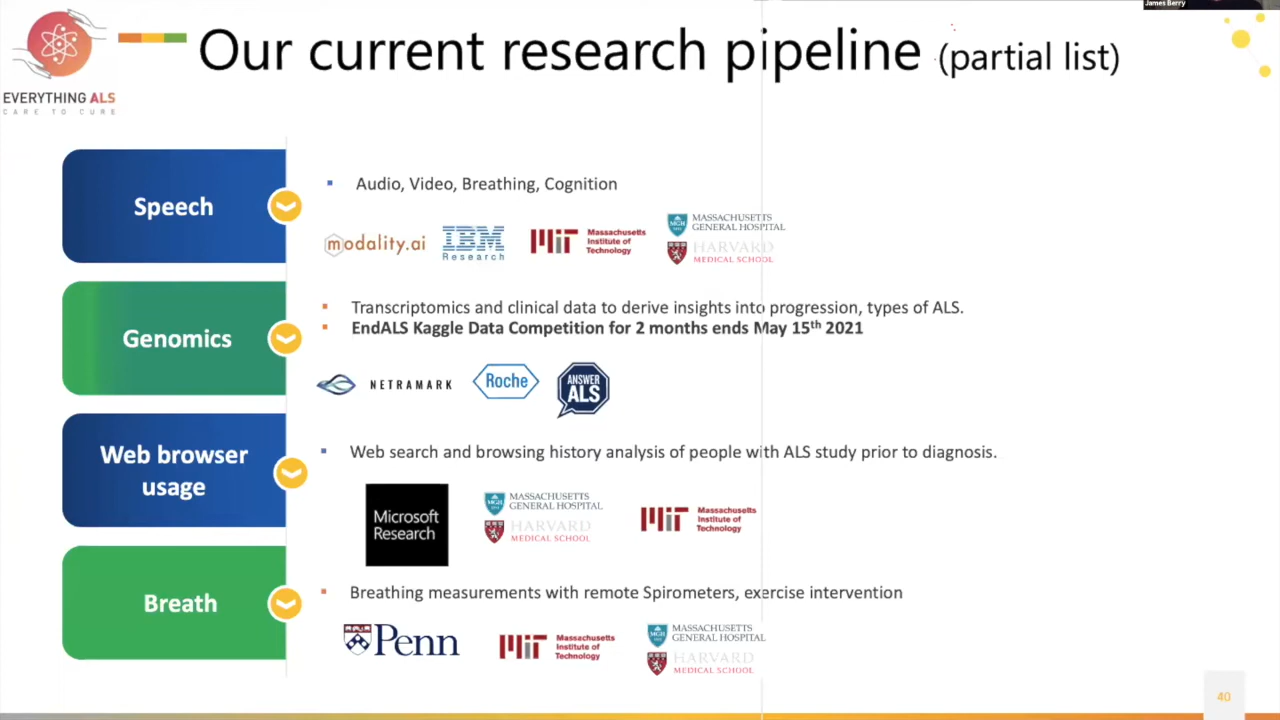 James Berry
Our current research pipeline (partial list)
EVERYTHING ALS
CARE TO CURE
Speech
Audio, Video, Breathing, Cognition
modality.ai
IBM
Research
MIT
Massachusetts
Institute of
Technology
MGH
1811
MASSACHUSETTS
GENERAL HOSPITAL
HARVARD
MEDICAL SCHOOL
Genomics
Transcriptomics and clinical data to derive insights into progression, types of ALS.
EndALS Kaggle Data Competition for 2 months ends May 15th 2021
NETRAMARK
Roche
ANSWER
ALS
Web browser
usage
Web search and browsing history analysis of people with ALS study prior to diagnosis.
Microsoft
Research
MGH
MASSACHUSETTS
GENERAL HOSPITAL
HARVARD
MEDICAL SCHOOL
MIT
Massachusetts
Institute of
Technology
Breath
Breathing measurements with remote Spirometers, exercise intervention
Penn
MIT
Massachusetts
Institute of
Technology
MGH
MASSACHUSETTS
GENERAL HOSPITAL
HARVARD
MEDICAL SCHOOL
40